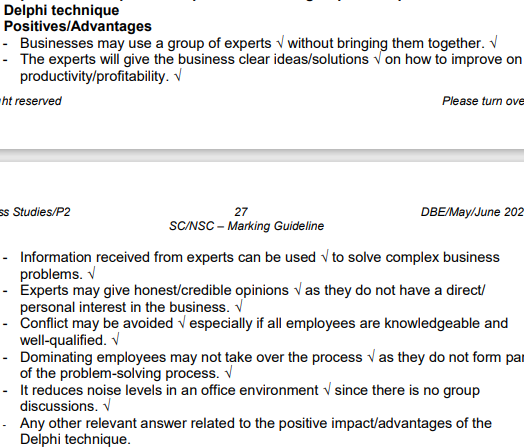 Delphi technique
Positives/Advantages
- Businesses may use a group of experts √ without bringing them together. √
- The experts will give the business clear ideas/solutions √ on how to improve on
productivity/profitability. √
ht reserved Please turn ove
ss Studies/P2 27 DBE/May/June 202
SC/NSC – Marking Guideline
- Information received from experts can be used √ to solve complex business
problems. √
- Experts may give honest/credible opinions √ as they do not have a direct/
personal interest in the business. √
- Conflict may be avoided √ especially if all employees are knowledgeable and
well-qualified. √
- Dominating employees may not take over the process √ as they do not form par
of the problem-solving process. √
- It reduces noise levels in an office environment √ since there is no group
discussions. √
- Any other relevant answer related to the positive impact/advantages of the
Delphi technique.